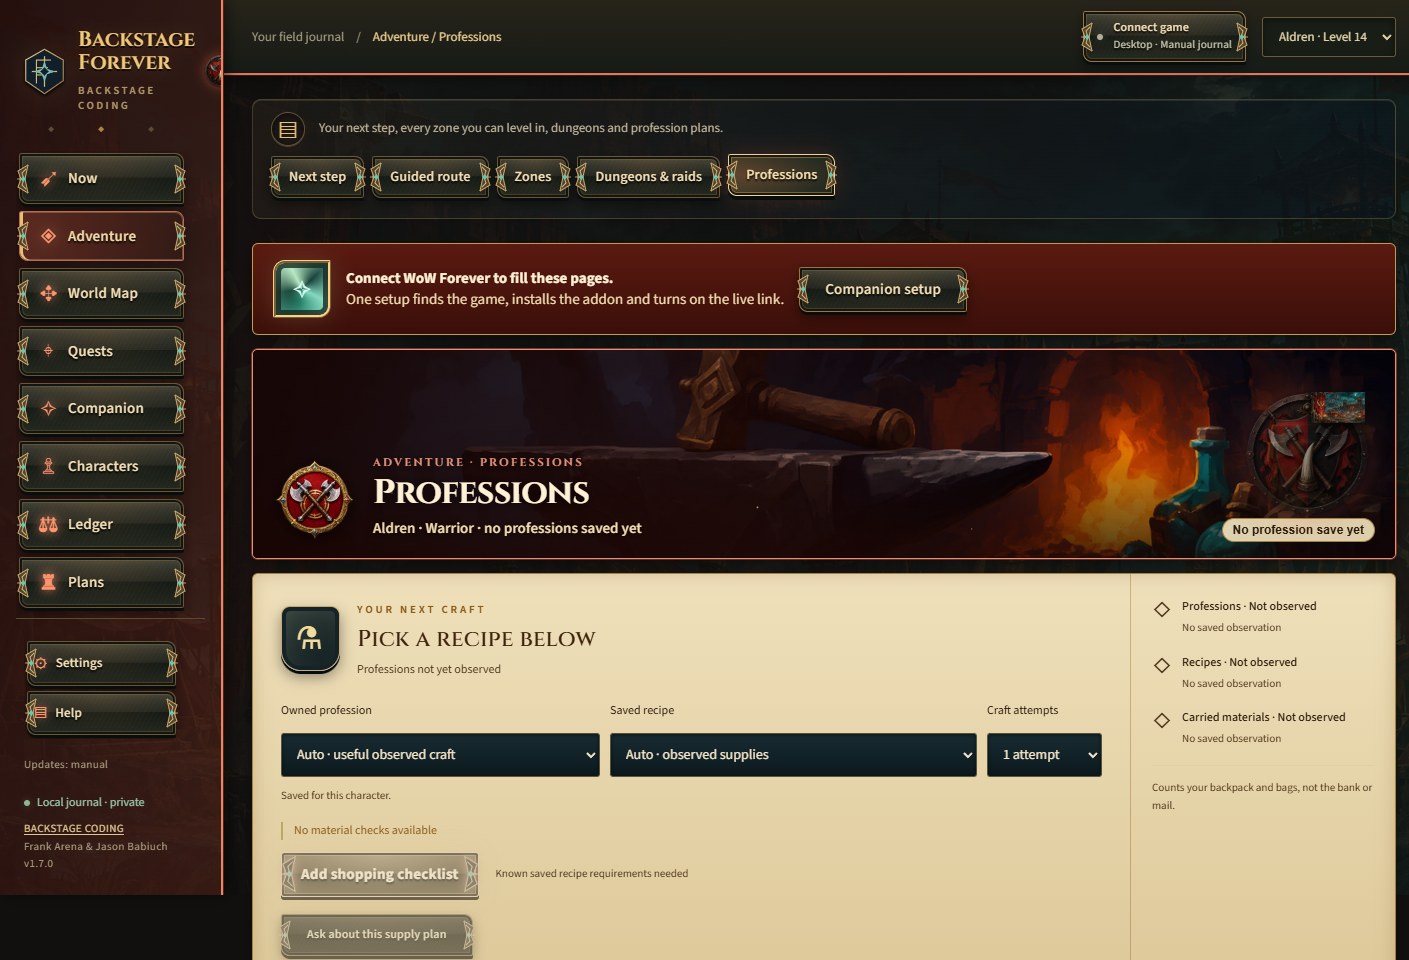 Backstage
Forever
BACKSTAGE
CODING
Now
Adventure
World Map
Quests
Companion
Characters
Ledger
Plans
Settings
Help
Updates: manual
Local journal · private
BACKSTAGE CODING
Frank Arena & Jason Babiuch
v1.7.0
Your field journal / Adventure / Professions
Connect game
Desktop · Manual journal
Aldren · Level 14
Your next step, every zone you can level in, dungeons and profession plans.
Next step
Guided route
Zones
Dungeons & raids
Professions
Connect WoW Forever to fill these pages.
One setup finds the game, installs the addon and turns on the live link.
Companion setup
ADVENTURE · PROFESSIONS
Professions
Aldren · Warrior · no professions saved yet
No profession save yet
YOUR NEXT CRAFT
Pick a recipe below
Professions not yet observed
Owned profession
Saved recipe
Craft attempts
Auto · useful observed craft
Auto · observed supplies
1 attempt
Saved for this character.
No material checks available
Add shopping checklist
Known saved recipe requirements needed
Ask about this supply plan
Professions · Not observed
No saved observation
Recipes · Not observed
No saved observation
Carried materials · Not observed
No saved observation
Counts your backpack and bags, not the bank or
mail.